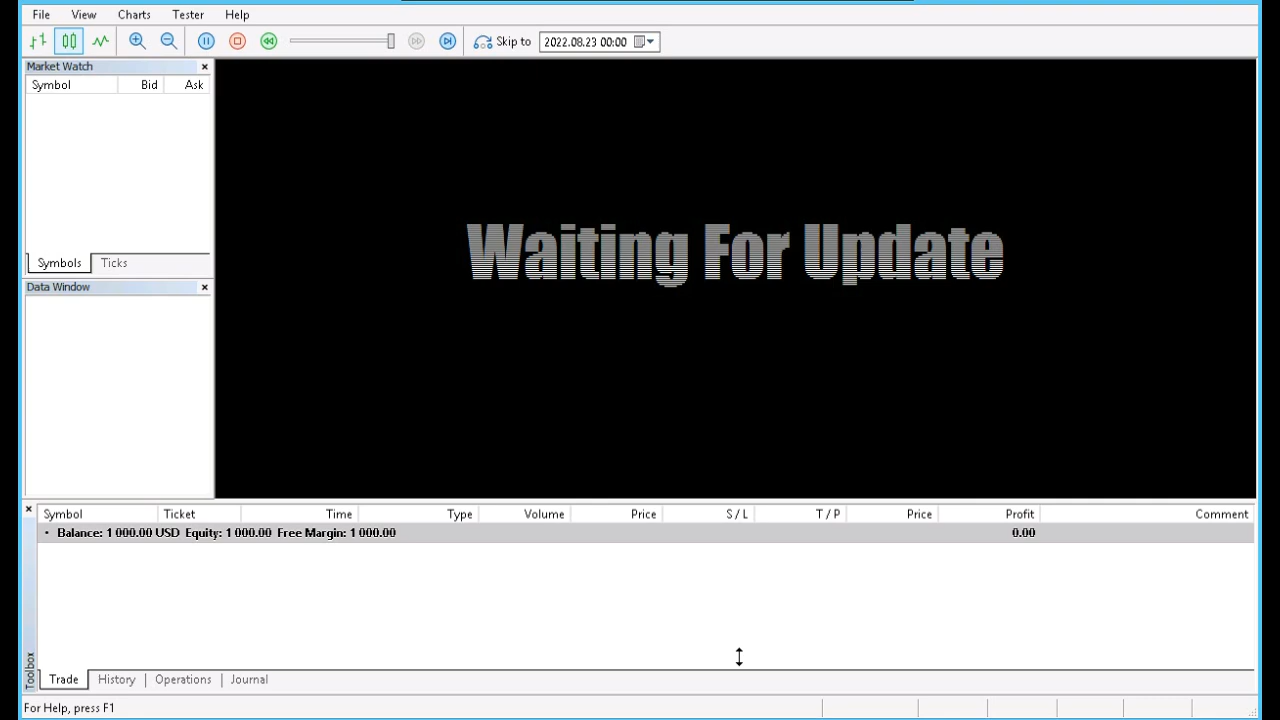 File View Charts Tester Help
Skip to 2022.08.23 00:00
Market Watch
Symbol Bid Ask
Symbols Ticks
Data Window
Waiting For Update
Symbol Ticket Time Type Volume Price S / L T / P Price Profit Comment
• Balance: 1 000.00 USD Equity: 1 000.00 Free Margin: 1 000.00 0.00
Toolbox
Trade History Operations Journal
For Help, press F1